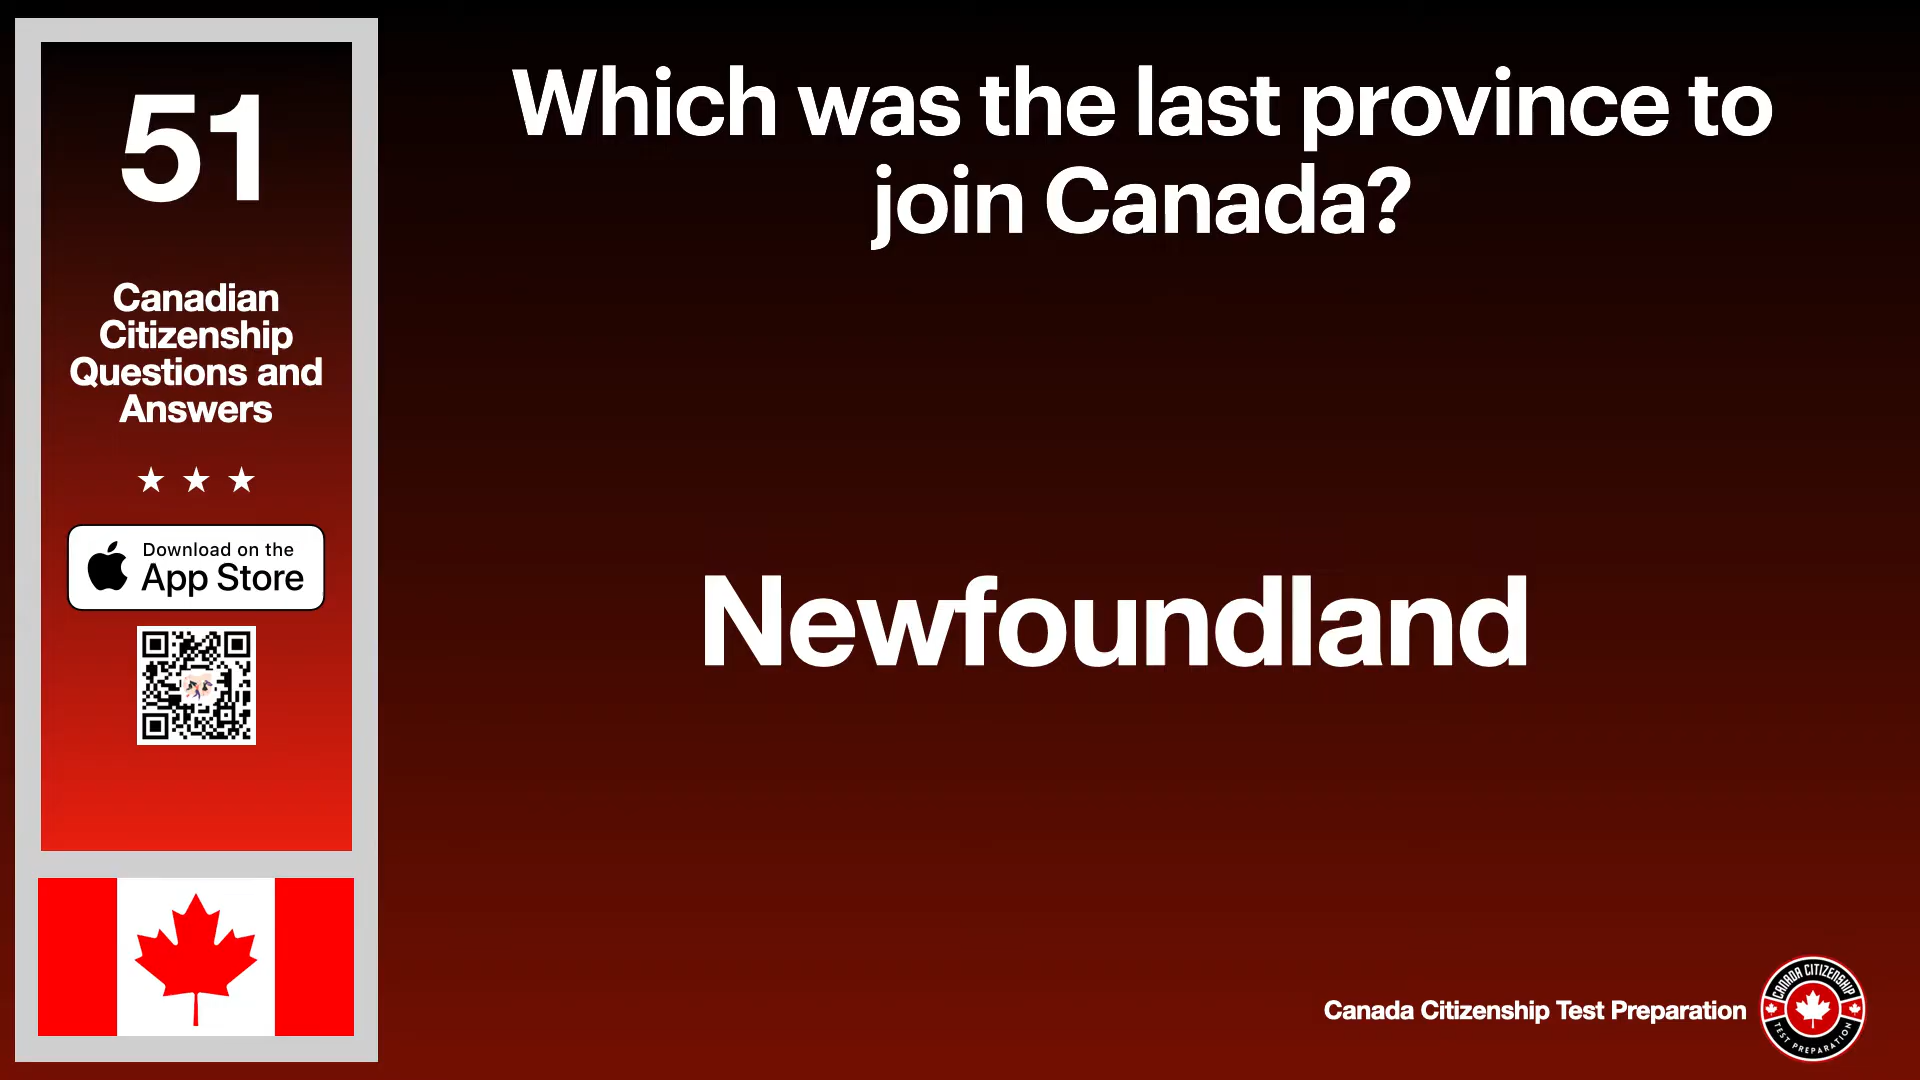 51
Canadian
Citizenship
Questions and
Answers
Download on the
App Store
Which was the last province to
join Canada?
Newfoundland
Canada Citizenship Test Preparation
CANADA CITIZENSHIP
TEST PREPARATION